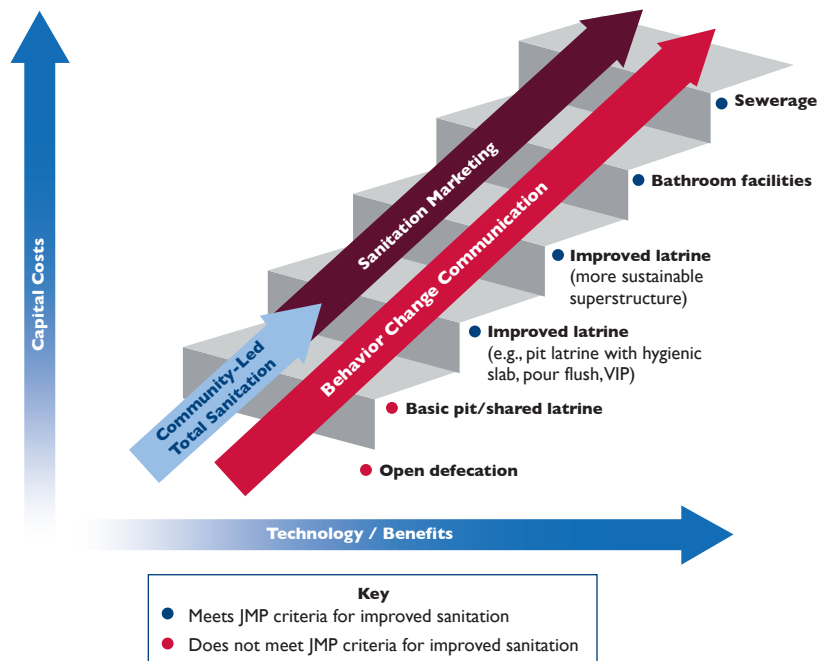 Capital Costs
Sanitation Marketing
Behavior Change Communication
Community-Led
Total Sanitation
Sewerage
Bathroom facilities
Improved latrine
(more sustainable
superstructure)
Improved latrine
(e.g., pit latrine with hygienic
slab, pour flush, VIP)
Basic pit/shared latrine
Open defecation
Technology / Benefits
Key
Meets JMP criteria for improved sanitation
Does not meet JMP criteria for improved sanitation